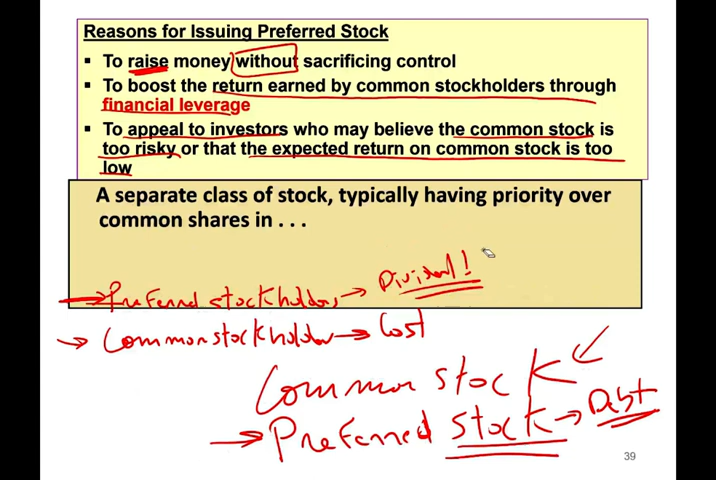 Reasons for Issuing Preferred Stock
▪ To raise money without sacrificing control
▪ To boost the return earned by common stockholders through
financial leverage
▪ To appeal to investors who may believe the common stock is
too risky or that the expected return on common stock is too
low
A separate class of stock, typically having priority over
common shares in . . .
→ Preferred stockholders → Dividend!
→ Common stockholder → Cost
Common stock ←
→ Preferred stock → Debt
39